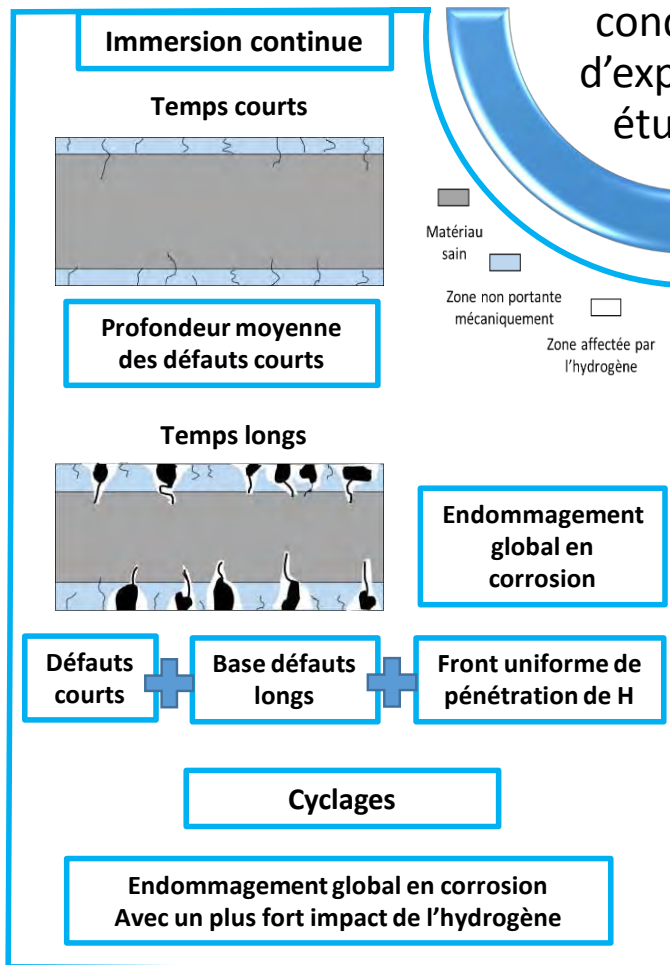 Immersion continue
Temps courts
Profondeur moyenne
des défauts courts
Temps longs
Matériau
sain
Zone non portante
mécaniquement
Zone affectée par
l'hydrogène
Endommagement
global en
corrosion
Défauts
courts
Base défauts
longs
Front uniforme de
pénétration de H
Cyclages
Endommagement global en corrosion
Avec un plus fort impact de l'hydrogène